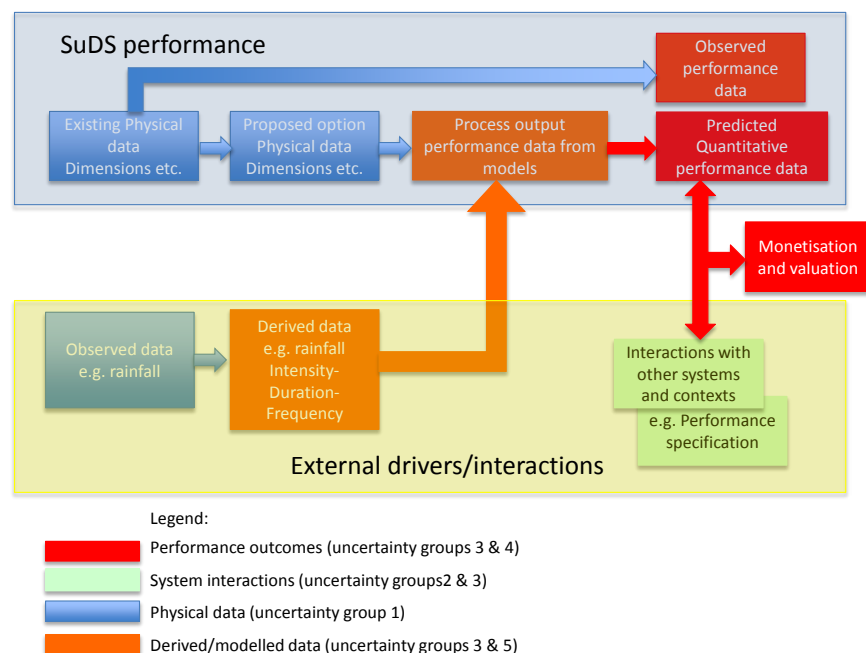 SuDS performance
Observed
performance
data
Existing Physical
data
Dimensions etc.
Proposed option
Physical data
Dimensions etc.
Process output
performance data from
models
Predicted
Quantitative
performance data
Monetisation
and valuation
Observed data
e.g. rainfall
Derived data
e.g. rainfall
Intensity-
Duration-
Frequency
Interactions with
other systems
and contexts
e.g. Performance
specification
External drivers/interactions
Legend:
Performance outcomes (uncertainty groups 3 & 4)
System interactions (uncertainty groups2 & 3)
Physical data (uncertainty group 1)
Derived/modelled data (uncertainty groups 3 & 5)